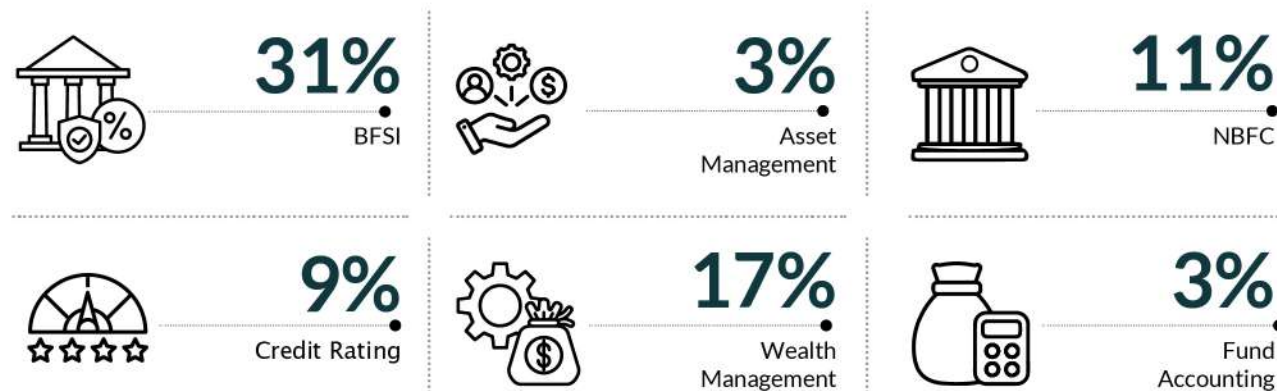 31%
BFSI
3%
Asset
Management
11%
NBFC
9%
Credit Rating
17%
Wealth
Management
3%
Fund
Accounting